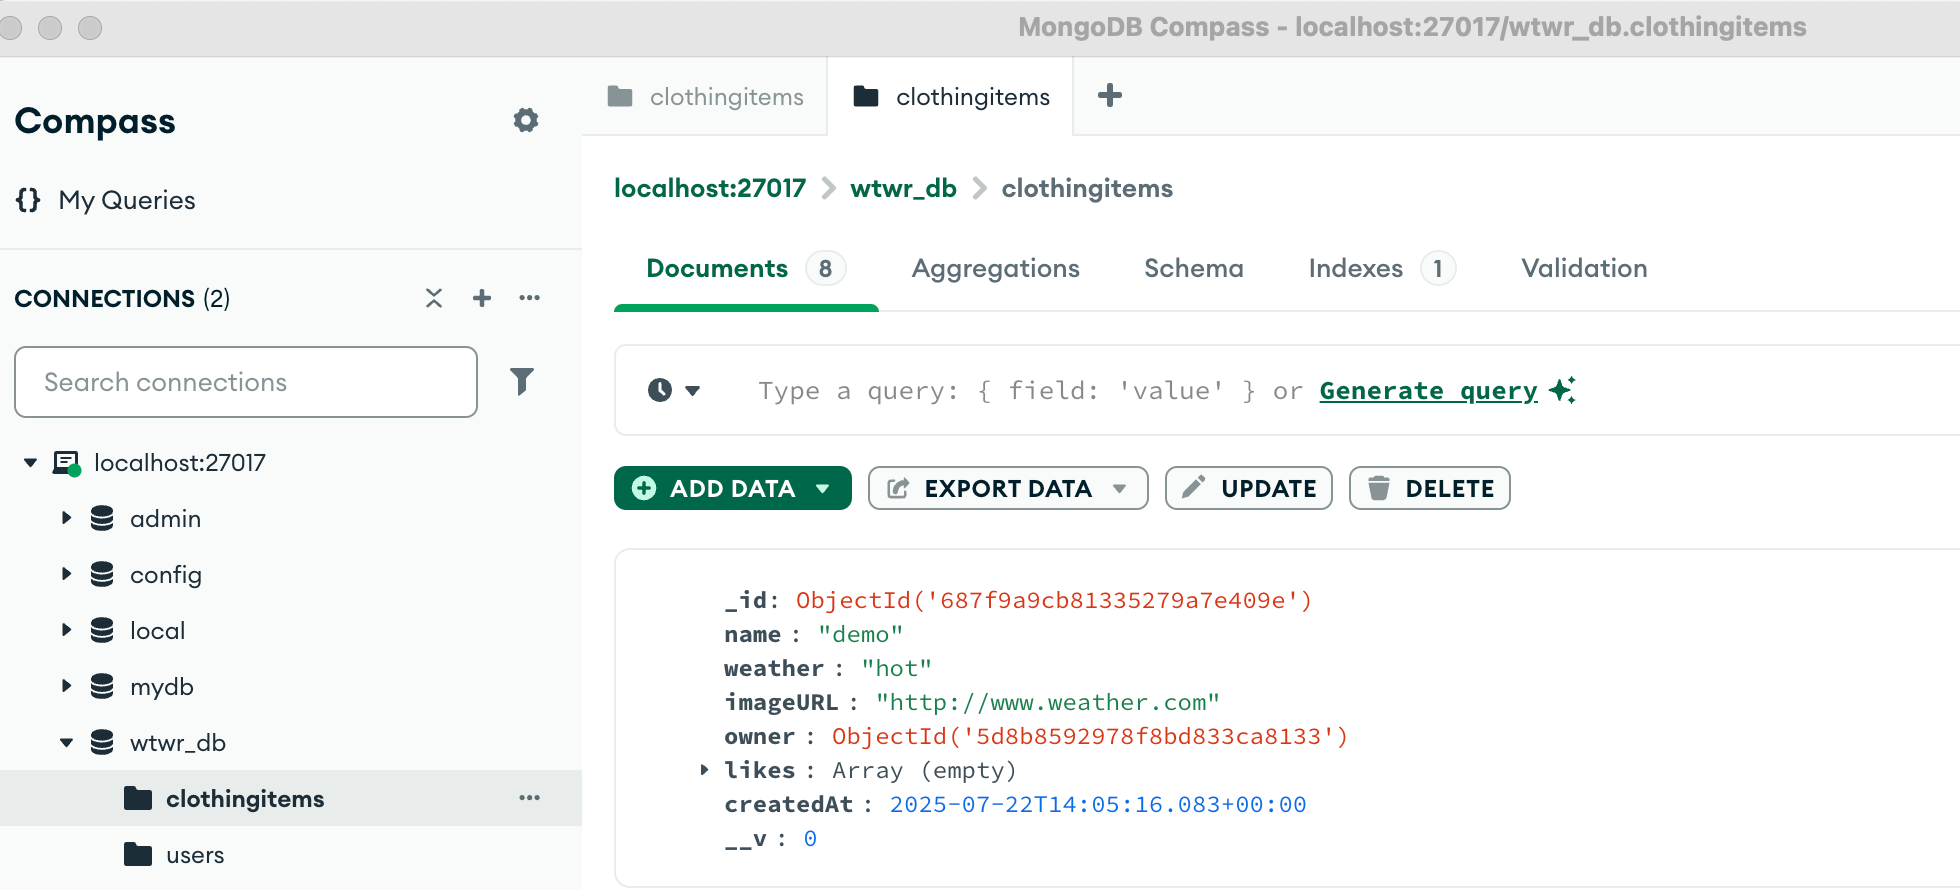 MongoDB Compass - localhost:27017/wtwr_db.clothingitems
Compass
{} My Queries
CONNECTIONS (2)
Search connections
localhost:27017
admin
config
local
mydb
wtwr_db
clothingitems
users
clothingitems
clothingitems
localhost:27017 > wtwr_db > clothingitems
Documents 8 Aggregations Schema Indexes 1 Validation
Type a query: { field: 'value' } or Generate query
ADD DATA EXPORT DATA UPDATE DELETE
_id: ObjectId('687f9a9cb81335279a7e409e')
name : "demo"
weather : "hot"
imageURL : "http://www.weather.com"
owner : ObjectId('5d8b8592978f8bd833ca8133')
likes : Array (empty)
createdAt : 2025-07-22T14:05:16.083+00:00
__v : 0